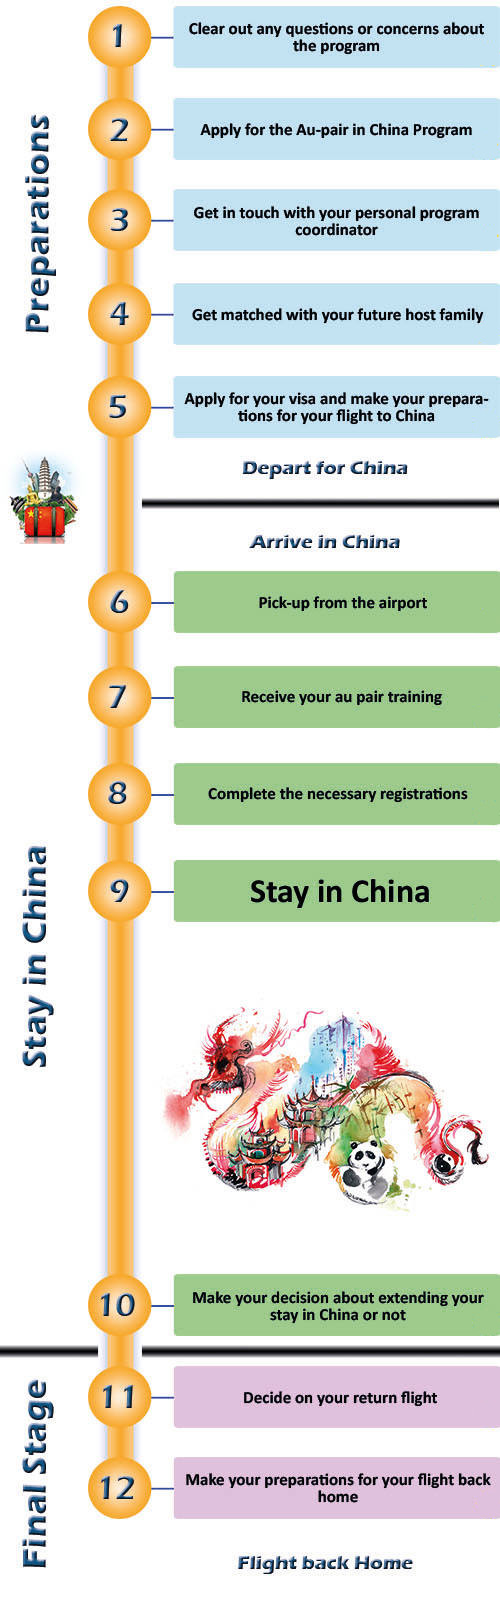 Preparations
1
Clear out any questions or concerns about
the program
2
Apply for the Au-pair in China Program
3
Get in touch with your personal program
coordinator
4
Get matched with your future host family
5
Apply for your visa and make your prepara-
tions for your flight to China
Depart for China
Arrive in China
Stay in China
6
Pick-up from the airport
7
Receive your au pair training
8
Complete the necessary registrations
9
Stay in China
10
Make your decision about extending your
stay in China or not
Final Stage
11
Decide on your return flight
12
Make your preparations for your flight back
home
Flight back Home